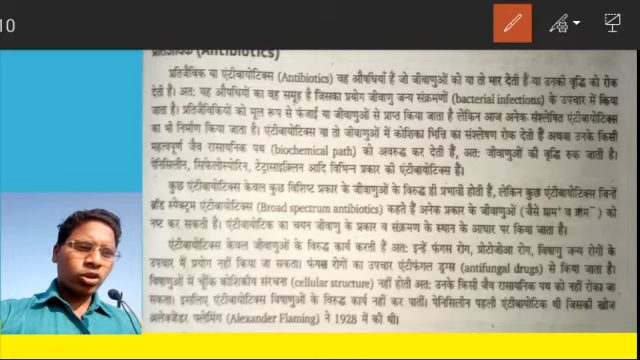 10
प्रतिजैविक (Antibiotics)
प्रतिजैविक या एंटीबायोटिक्स (Antibiotics) वह औषधियाँ हैं जो जीवाणुओं को या तो मार देती हैं या उनकी वृद्धि को रोक
देती हैं। अतः यह औषधियों का वह समूह है जिसका प्रयोग जीवाणु जन्य संक्रमणों (bacterial infections) के उपचार में किया
जाता है। प्रतिजैविकियों को मूल रूप से फंजाई या जीवाणुओं से प्राप्त किया जाता है लेकिन आज अनेक संश्लेषित एंटीबायोटिक्स
का भी निर्माण किया जाता है। एंटीबायोटिक्स या तो जीवाणुओं में कोशिका भित्ति का संश्लेषण रोक देती हैं अथवा उनके किसी
महत्वपूर्ण जैव रासायनिक पथ (biochemical path) को अवरुद्ध कर देती हैं, अतः जीवाणुओं की वृद्धि रुक जाती है।
पेनिसिलीन, सिफेलोस्पोरिन, टेट्रासाइक्लिन आदि विभिन्न प्रकार की एंटीबायोटिक्स हैं।
कुछ एंटीबायोटिक्स केवल कुछ विशिष्ट प्रकार के जीवाणुओं के विरुद्ध ही प्रभावी होती हैं, लेकिन कुछ एंटीबायोटिक्स जिन्हें
ब्रॉड स्पेक्ट्रम एंटीबायोटिक्स (Broad spectrum antibiotics) कहते हैं अनेक प्रकार के जीवाणुओं (जैसे ग्राम⁺ व ग्राम⁻) को
नष्ट कर सकती हैं। एंटीबायोटिक का चयन जीवाणु के प्रकार व संक्रमण के स्थान के आधार पर किया जाता है।
एंटीबायोटिक्स केवल जीवाणुओं के विरुद्ध कार्य करती हैं अतः इन्हें फंगस रोग, प्रोटोजोआ रोग, विषाणु जन्य रोगों के
उपचार में प्रयोग नहीं किया जा सकता। फंगस रोगों का उपचार एंटीफंगल ड्रग्स (antifungal drugs) से किया जाता है।
विषाणुओं में चूँकि कोशिकीय संरचना (cellular structure) नहीं होती अतः उनके किसी जैव रासायनिक पथ को नहीं रोका जा
सकता। इसलिए एंटीबायोटिक्स विषाणुओं के विरुद्ध कार्य नहीं कर पातीं। पेनिसिलीन पहली एंटीबायोटिक थी जिसकी खोज
अलेक्जेंडर फ्लेमिंग (Alexander Flaming) ने 1928 में की थी।